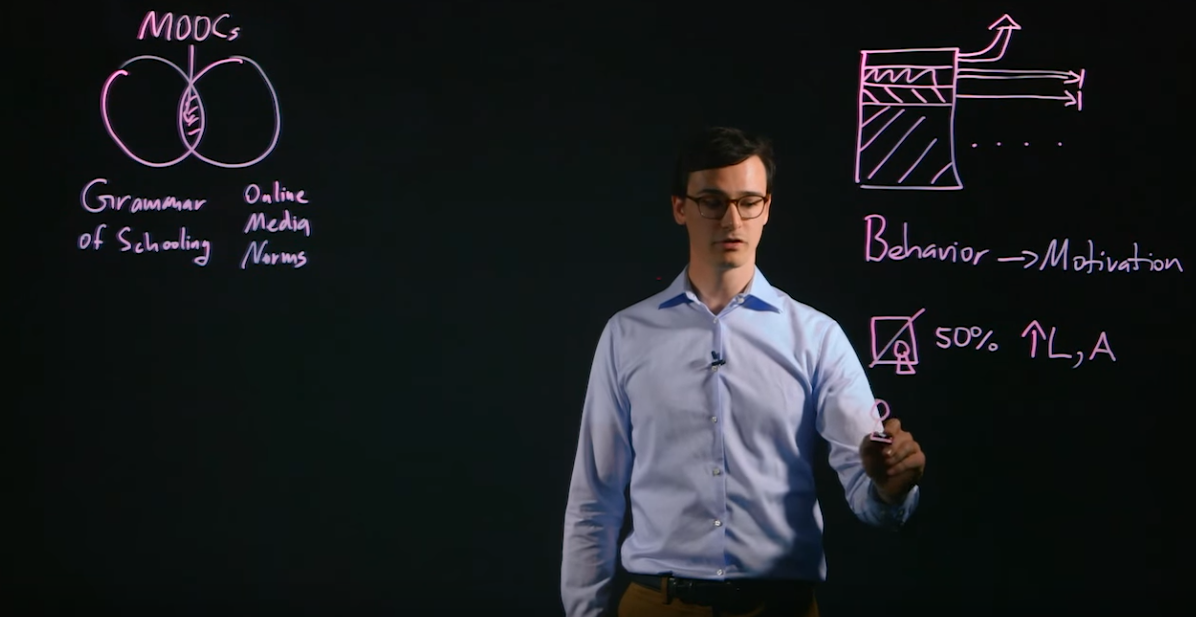 MOOCs
Grammar
of Schooling
Online
Media
Norms
Behavior → Motivation
50% ↑L, A